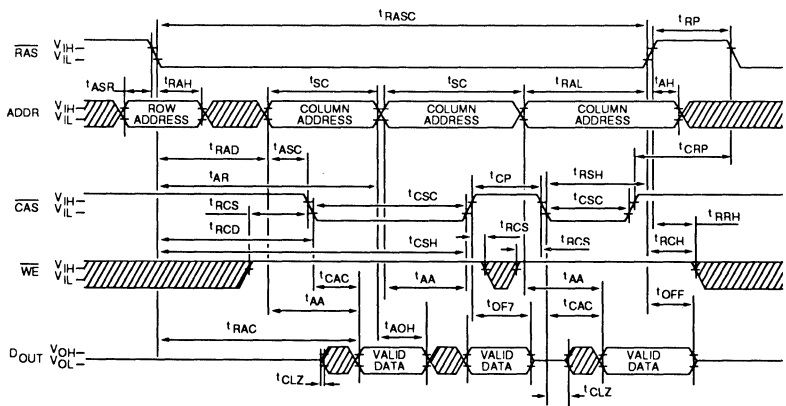 tRASC
tRP
RAS VIH
VIL
tASR
tRAH
tSC
tSC
tRAL
tAH
ADDR VIH
VIL
ROW ADDRESS
COLUMN ADDRESS
COLUMN ADDRESS
COLUMN ADDRESS
tRAD
tASC
tCRP
tAR
tRSH
CAS VIH
VIL
tCSC
tCP
tCSC
tRCS
tRCS
tRRH
tRCD
tCSH
tRCS
tRCH
WE VIH
VIL
tCAC
tAA
tAA
tAA
tOF7
tCAC
tOFF
tRAC
tAOH
DOUT VOH
VOL
VALID DATA
VALID DATA
VALID DATA
tCLZ
tCLZ